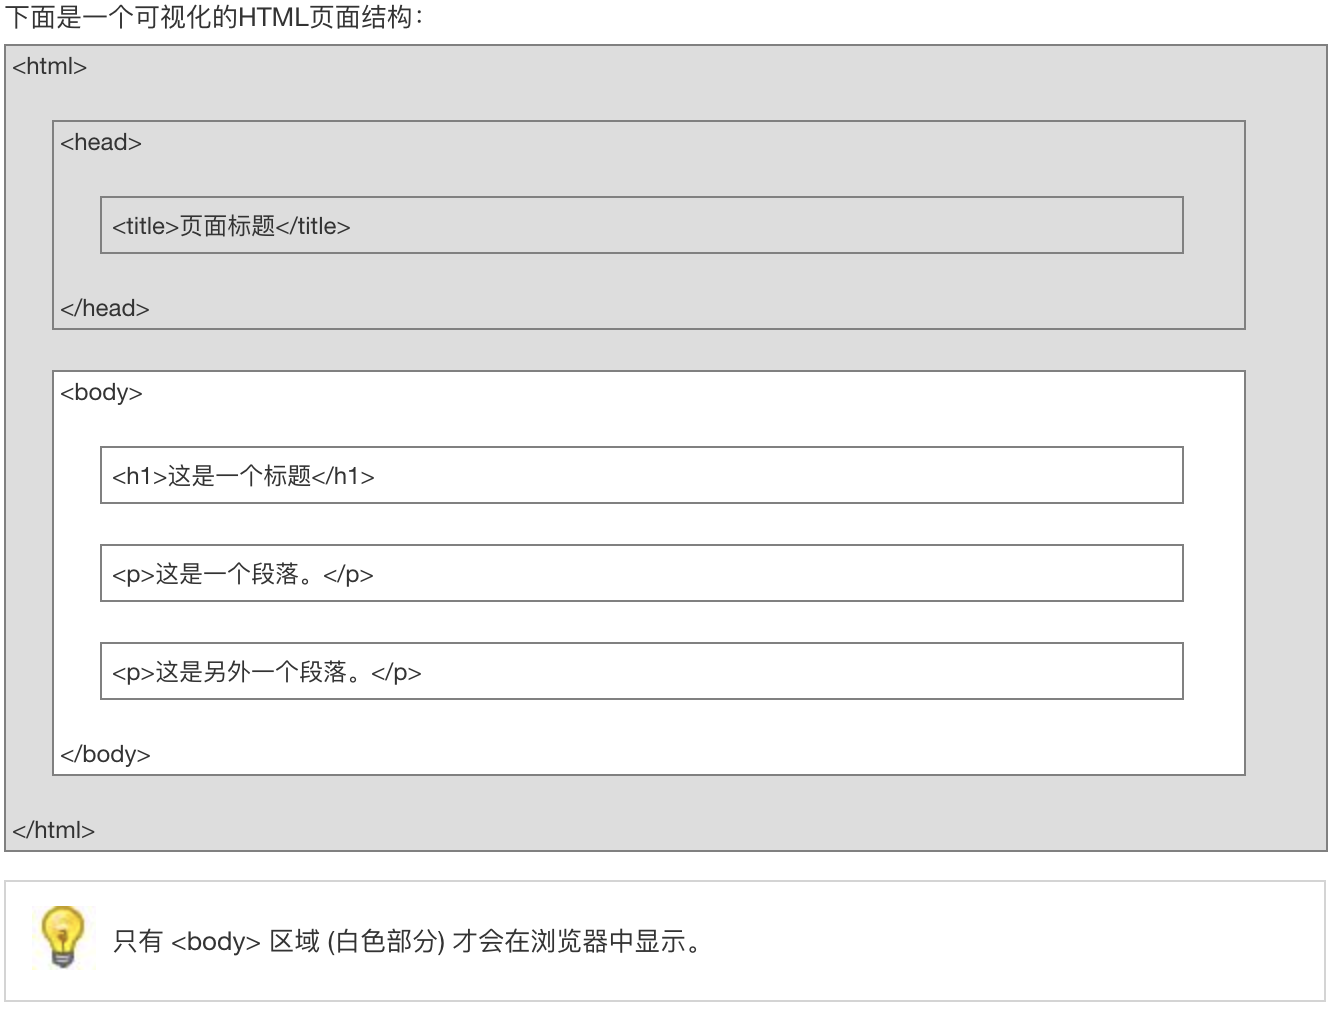 下面是一个可视化的HTML页面结构：
<html>
<head>
<title>页面标题</title>
</head>
<body>
<h1>这是一个标题</h1>
<p>这是一个段落。</p>
<p>这是另外一个段落。</p>
</body>
</html>
只有 <body> 区域 (白色部分) 才会在浏览器中显示。